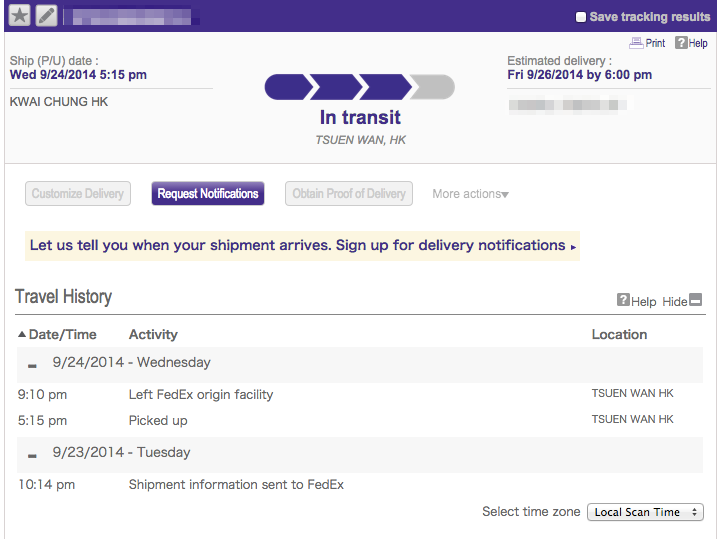 Save tracking results
Print ? Help
Ship (P/U) date :
Wed 9/24/2014 5:15 pm
KWAI CHUNG HK
In transit
TSUEN WAN, HK
Estimated delivery :
Fri 9/26/2014 by 6:00 pm
Customize Delivery Request Notifications Obtain Proof of Delivery More actions
Let us tell you when your shipment arrives. Sign up for delivery notifications
Travel History
? Help Hide
Date/Time Activity Location
9/24/2014 - Wednesday
9:10 pm Left FedEx origin facility TSUEN WAN HK
5:15 pm Picked up TSUEN WAN HK
9/23/2014 - Tuesday
10:14 pm Shipment information sent to FedEx
Select time zone Local Scan Time